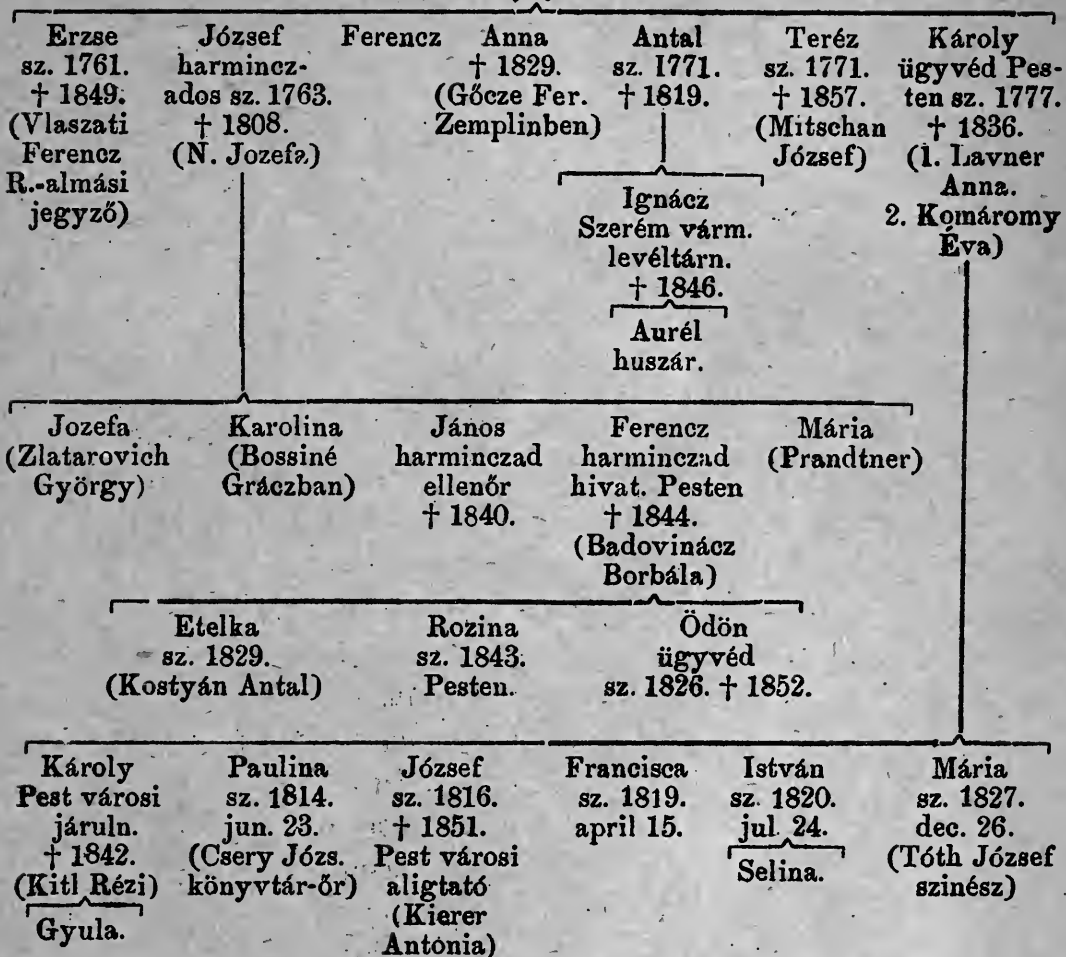 Erzse
sz. 1761.
† 1849.
(Vlaszati
Ferencz
R.-almási
jegyző)
József
harmincz-
ados sz. 1763.
† 1808.
(N. Jozefa.)
Ferencz
Anna
† 1829.
(Gőcze Fer.
Zemplinben)
Antal
sz. 1771.
† 1819.
Teréz
sz. 1771.
† 1857.
(Mitschan
József)
Károly
ügyvéd Pes-
ten sz. 1777.
† 1836.
(1. Lavner
Anna.
2. Komáromy
Éva)
Ignácz
Szerém várm.
levéltárn.
† 1846.
Aurél
huszár.
Jozefa
(Zlatarovich
György)
Karolina
(Bossiné
Gráczban)
János
harminczad
ellenőr
† 1840.
Ferencz
harminczad
hivat. Pesten
† 1844.
(Badovinácz
Borbála)
Mária
(Prandtner)
Etelka
sz. 1829.
(Kostyán Antal)
Rozina
sz. 1843.
Pesten.
Ödön
ügyvéd
sz. 1826. † 1852.
Károly
Pest városi
járuln.
† 1842.
(Kitl Rézi)
Gyula.
Paulina
sz. 1814.
jun. 23.
(Csery Józs.
könyvtár-őr)
József
sz. 1816.
† 1851.
Pest városi
aligtató
(Kierer
Antónia)
Francisca
sz. 1819.
april 15.
István
sz. 1820.
jul. 24.
Selina.
Mária
sz. 1827.
dec. 26.
(Tóth József
szinész)